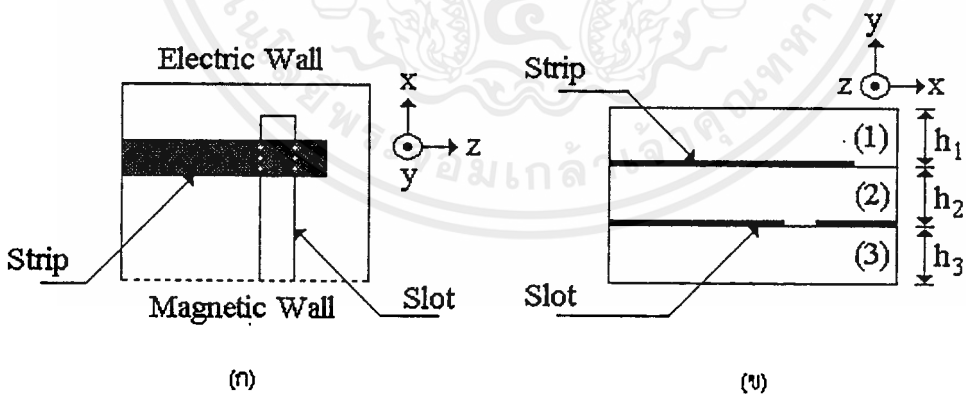 Electric Wall
x
z
y
Strip
Slot
Magnetic Wall
(ก)
y
z
x
Strip
(1)
h1
(2)
h2
(3)
h3
Slot
(ข)